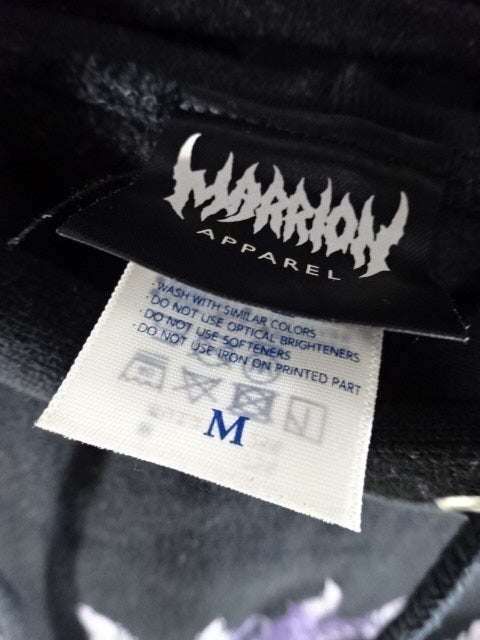 MARRION
APPAREL
· WASH WITH SIMILAR COLORS
· DO NOT USE OPTICAL BRIGHTENERS
· DO NOT USE SOFTENERS
· DO NOT USE IRON ON PRINTED PART
M